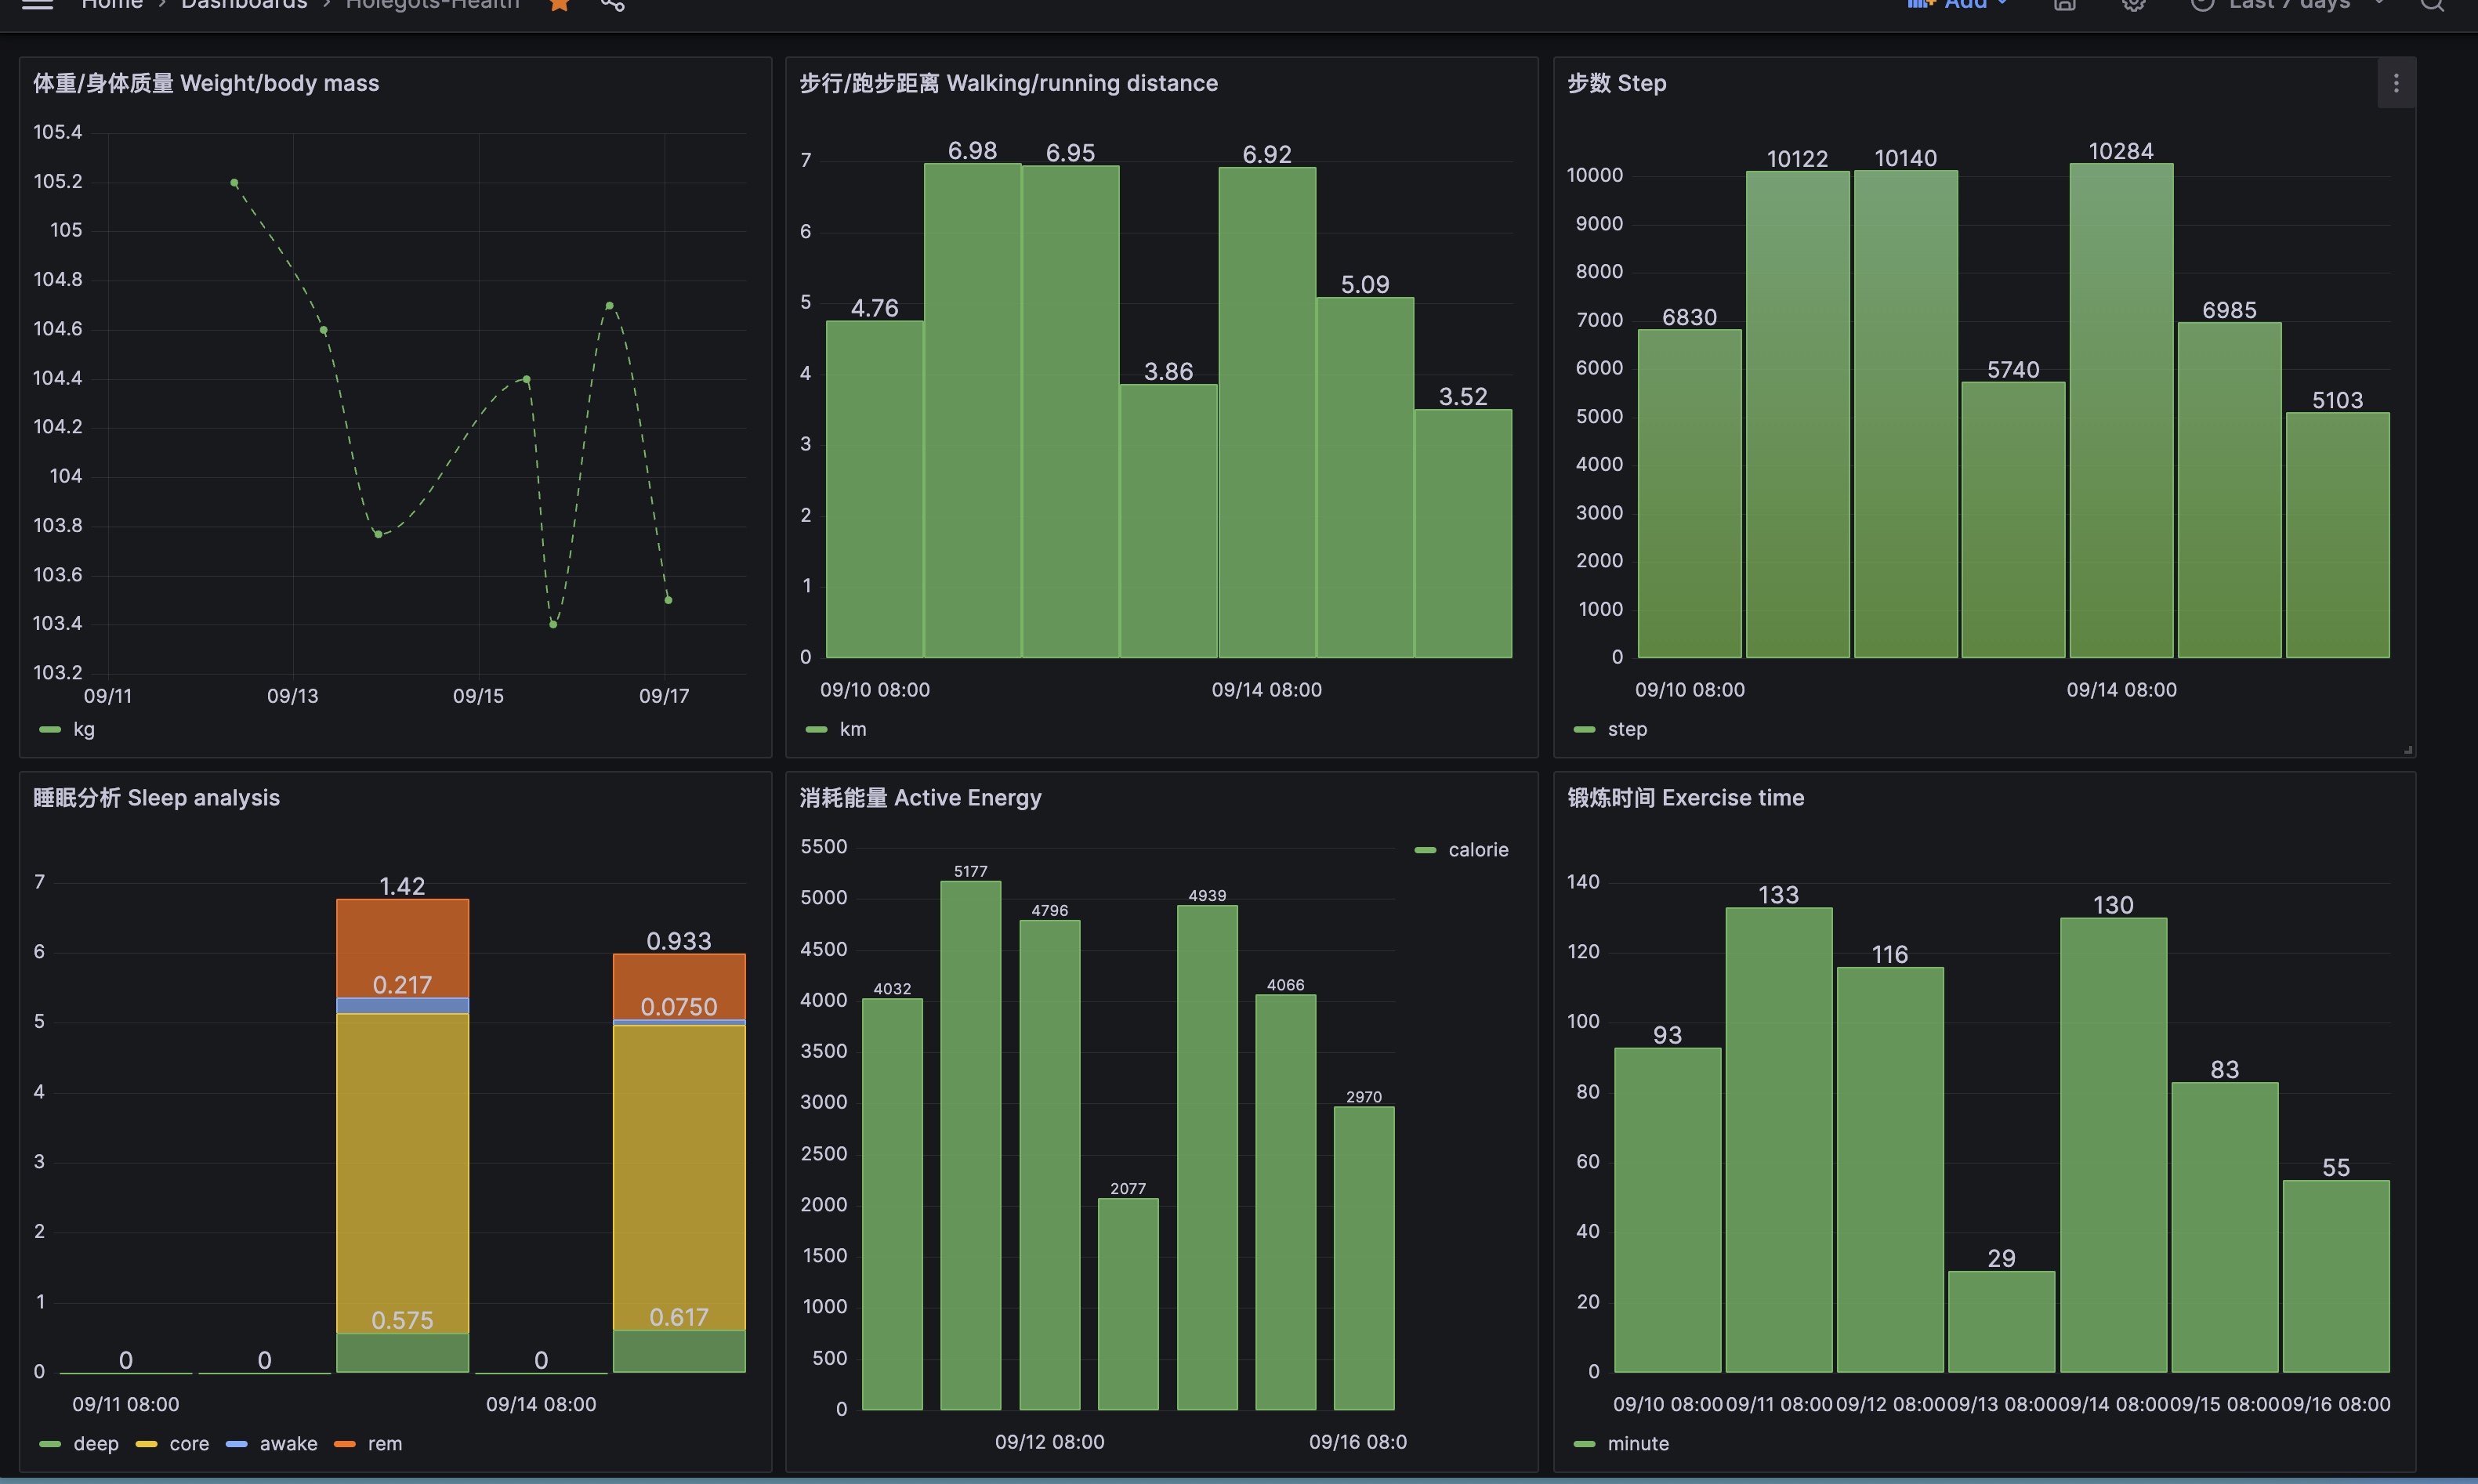 Home › Dashboards › Holegots-Health
Add
Last 7 days
体重/身体质量 Weight/body mass
105.4
105.2
105
104.8
104.6
104.4
104.2
104
103.8
103.6
103.4
103.2
09/11 09/13 09/15 09/17
kg
步行/跑步距离 Walking/running distance
7
6
5
4
3
2
1
0
4.76 6.98 6.95 3.86 6.92 5.09 3.52
09/10 08:00 09/14 08:00
km
步数 Step
10000
9000
8000
7000
6000
5000
4000
3000
2000
1000
0
6830 10122 10140 5740 10284 6985 5103
09/10 08:00 09/14 08:00
step
睡眠分析 Sleep analysis
7
6
5
4
3
2
1
0
0 0
1.42
0.217
0.575
0
0.933
0.0750
0.617
09/11 08:00 09/14 08:00
deep core awake rem
消耗能量 Active Energy
5500
5000
4500
4000
3500
3000
2500
2000
1500
1000
500
0
4032 5177 4796 2077 4939 4066 2970
09/12 08:00 09/16 08:0
calorie
锻炼时间 Exercise time
140
120
100
80
60
40
20
0
93 133 116 29 130 83 55
09/10 08:00 09/11 08:00 09/12 08:00 09/13 08:00 09/14 08:00 09/15 08:00 09/16 08:00
minute